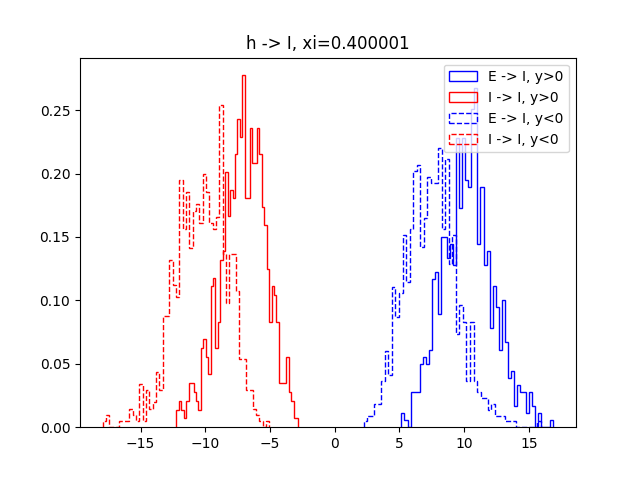 h -> I, xi=0.400001
E -> I, y>0
I -> I, y>0
E -> I, y<0
I -> I, y<0
0.25
0.20
0.15
0.10
0.05
0.00
−15
−10
−5
0
5
10
15